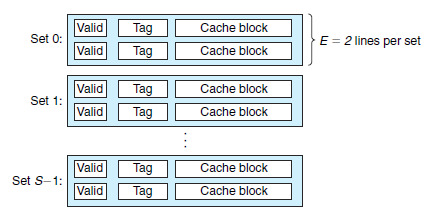 Valid Tag Cache block
Set 0: E = 2 lines per set
Valid Tag Cache block
Valid Tag Cache block
Set 1:
Valid Tag Cache block
⋮
Valid Tag Cache block
Set S–1:
Valid Tag Cache block